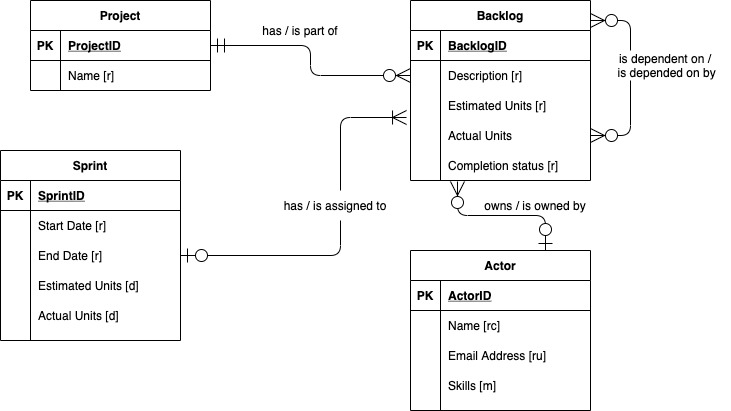 Project
PK ProjectID
Name [r]
has / is part of
Backlog
PK BacklogID
Description [r]
Estimated Units [r]
Actual Units
Completion status [r]
is dependent on /
is depended on by
Sprint
PK SprintID
Start Date [r]
End Date [r]
Estimated Units [d]
Actual Units [d]
has / is assigned to
owns / is owned by
Actor
PK ActorID
Name [rc]
Email Address [ru]
Skills [m]